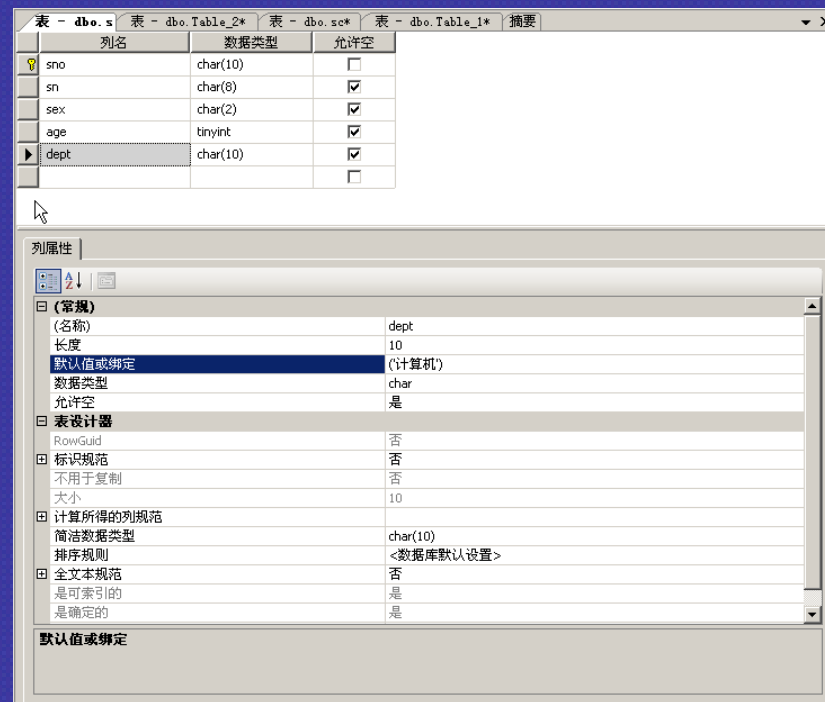 表 - dbo.s 表 - dbo.Table_2* 表 - dbo.sc* 表 - dbo.Table_1* 摘要
列名 数据类型 允许空
sno char(10)
sn char(8)
sex char(2)
age tinyint
dept char(10)
列属性
(常规)
(名称) dept
长度 10
默认值或绑定 ('计算机')
数据类型 char
允许空 是
表设计器
RowGuid 否
标识规范 否
不用于复制 否
大小 10
计算所得的列规范
简洁数据类型 char(10)
排序规则 <数据库默认设置>
全文本规范 否
是可索引的 是
是确定的 是
默认值或绑定